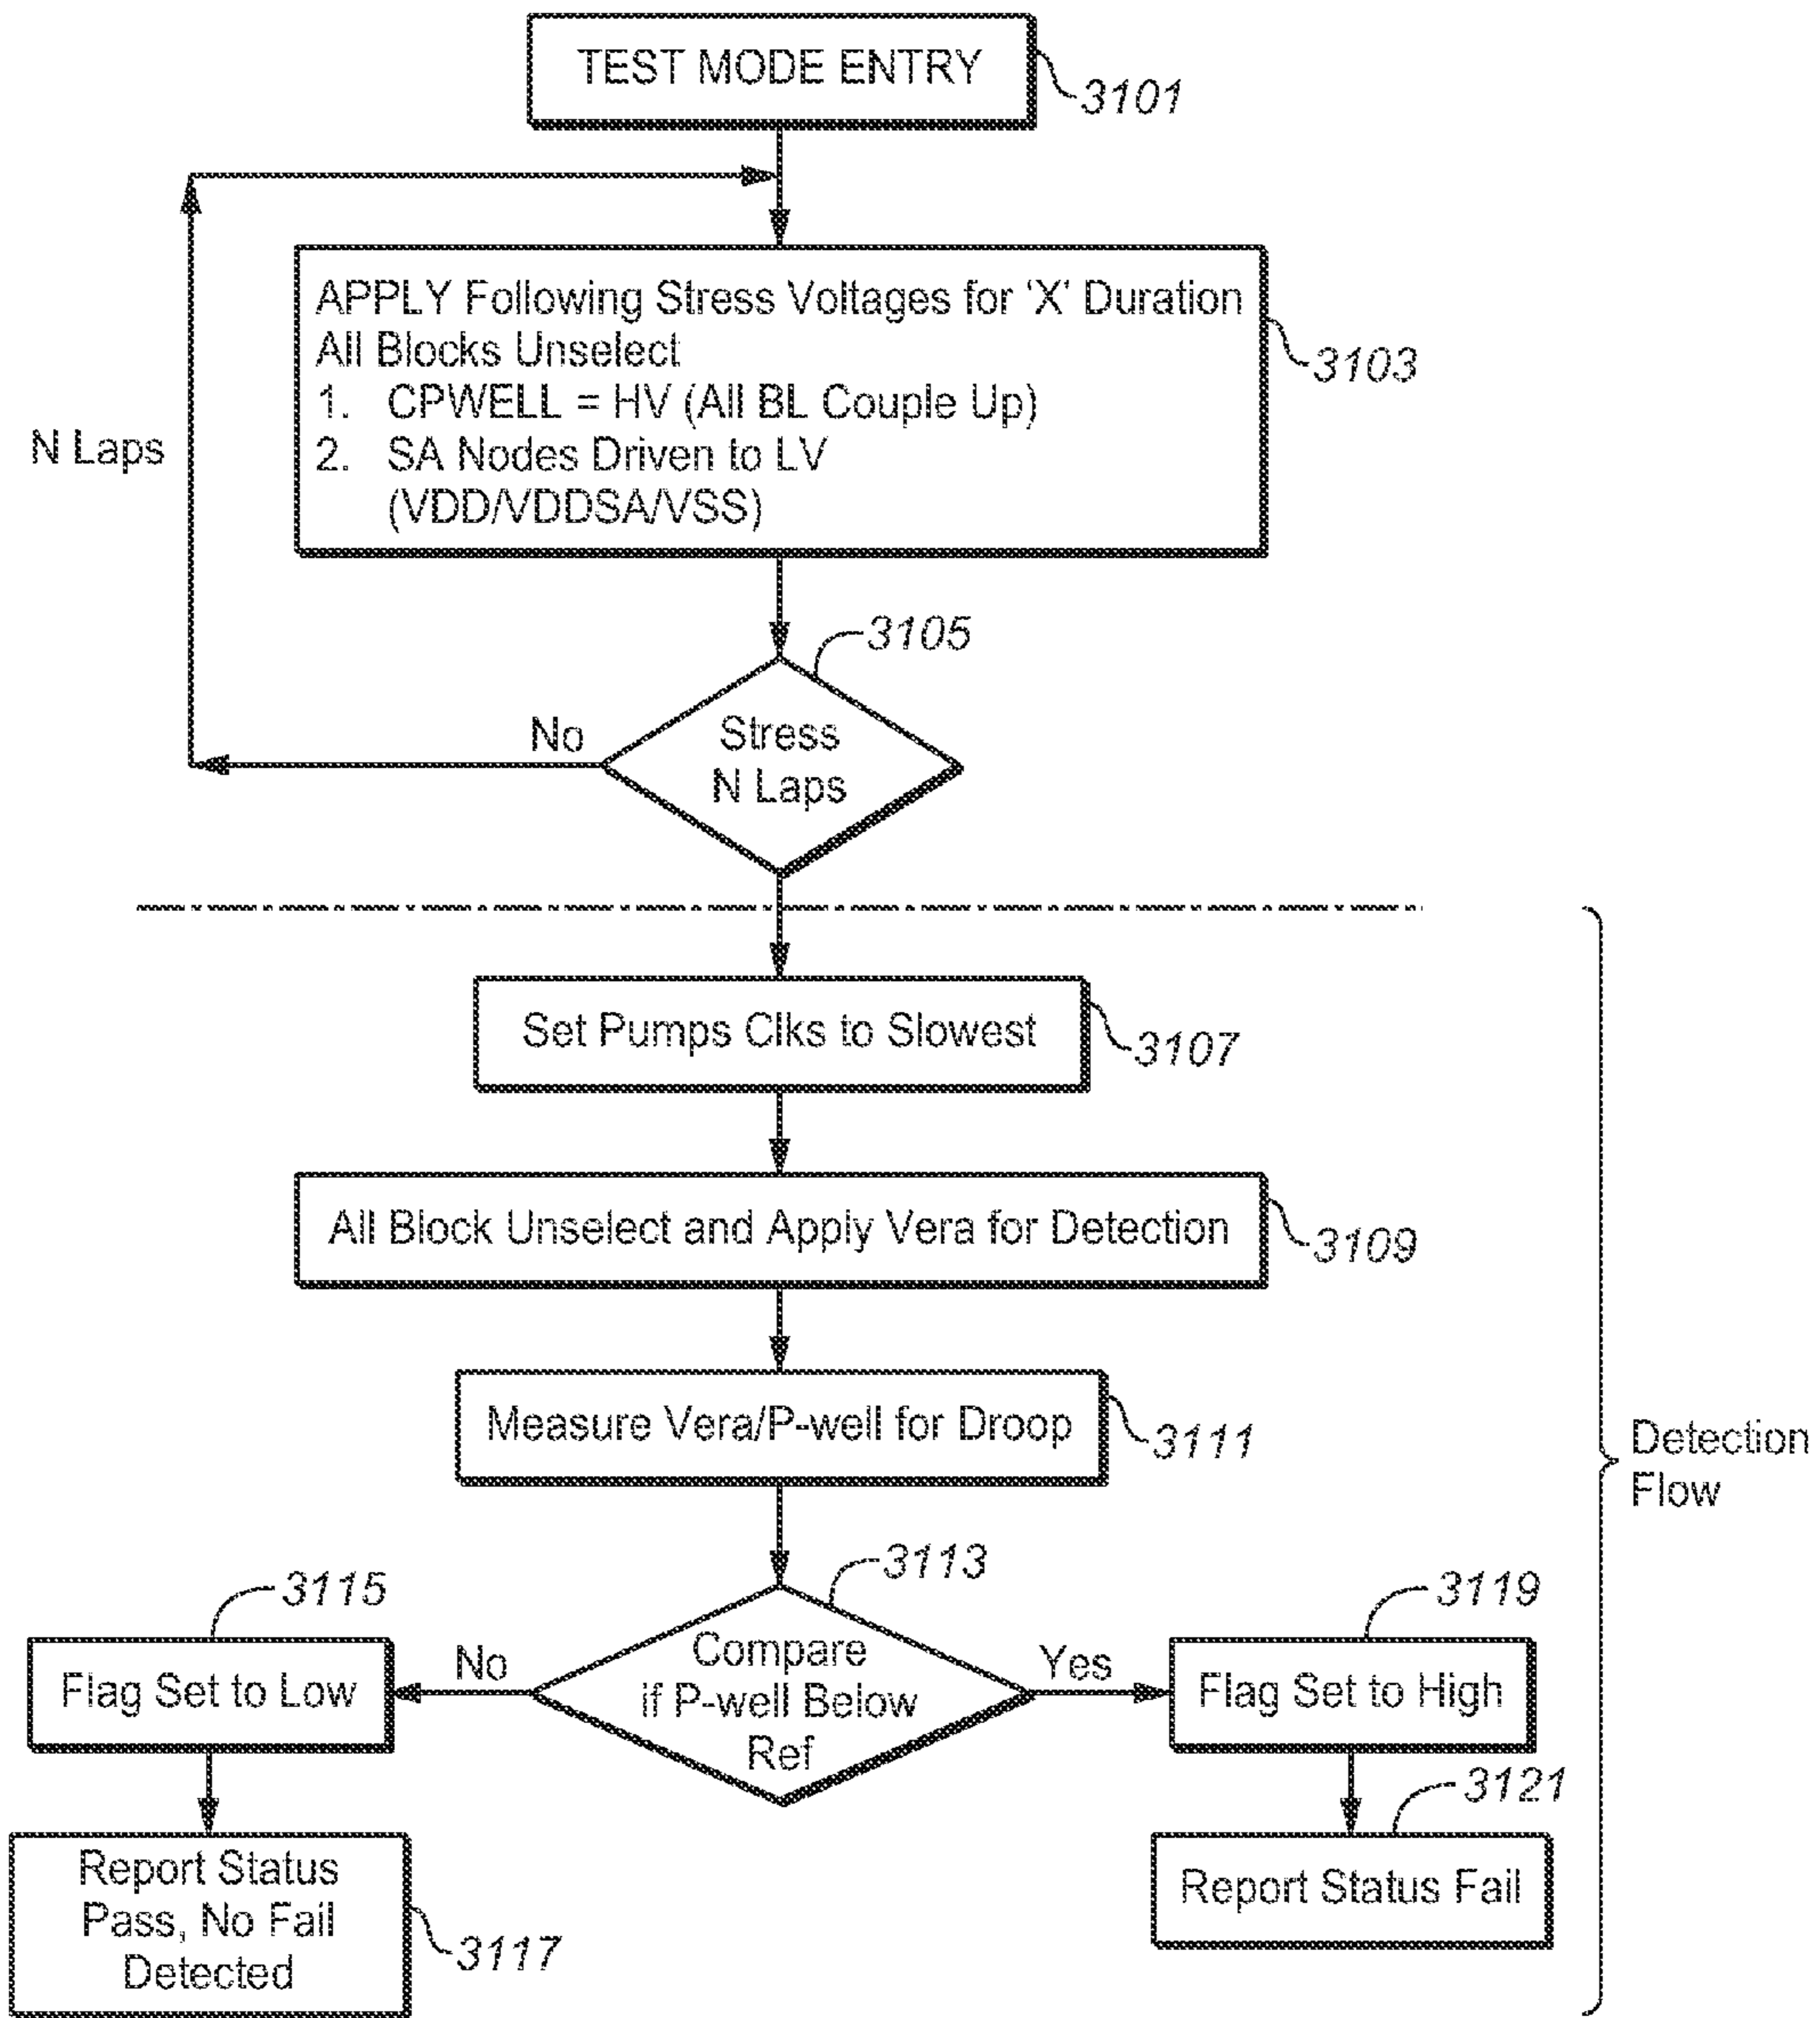 TEST MODE ENTRY
3101
APPLY Following Stress Voltages for ‘X’ Duration
All Blocks Unselect
1. CPWELL = HV (All BL Couple Up)
2. SA Nodes Driven to LV
(VDD/VDDSA/VSS)
3103
N Laps
3105
Stress
N Laps
No
Set Pumps Clks to Slowest
3107
All Block Unselect and Apply Vera for Detection
3109
Measure Vera/P-well for Droop
3111
Detection
Flow
3113
Compare
if P-well Below
Ref
No
Yes
3115
Flag Set to Low
3119
Flag Set to High
Report Status
Pass, No Fail
Detected
3117
3121
Report Status Fail